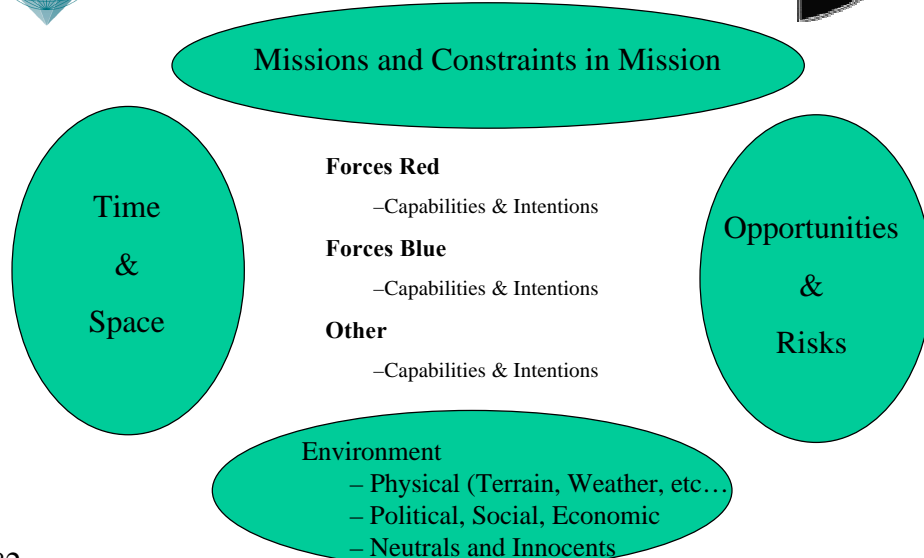 Missions and Constraints in Mission
Time
&
Space
Forces Red
–Capabilities & Intentions
Forces Blue
–Capabilities & Intentions
Other
–Capabilities & Intentions
Opportunities
&
Risks
Environment
– Physical (Terrain, Weather, etc…
– Political, Social, Economic
– Neutrals and Innocents